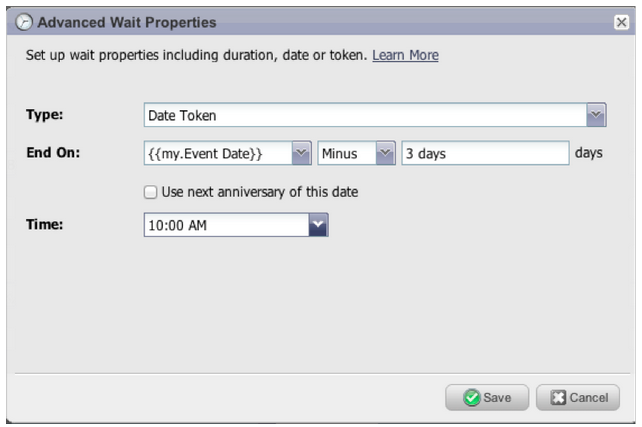 Advanced Wait Properties
Set up wait properties including duration, date or token. Learn More
Type: Date Token
End On: {{my.Event Date}} Minus 3 days days
Use next anniversary of this date
Time: 10:00 AM
Save Cancel